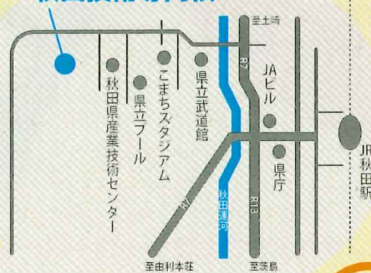 至土崎
R7
JAビル
県立武道館
こまちスタジアム
県立プール
秋田県産業技術センター
県庁
JR秋田駅
秋田運河
R13
至由利本荘
至茨島